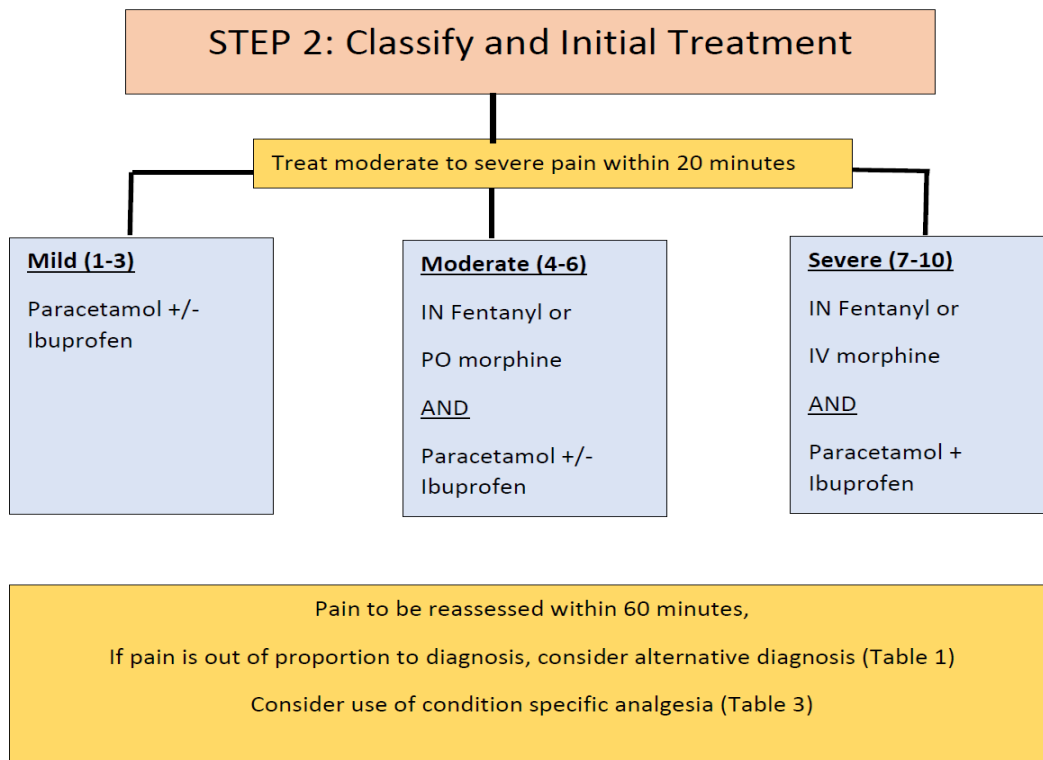 STEP 2: Classify and Initial Treatment
Treat moderate to severe pain within 20 minutes
Mild (1-3)
Paracetamol +/-
Ibuprofen
Moderate (4-6)
IN Fentanyl or
PO morphine
AND
Paracetamol +/-
Ibuprofen
Severe (7-10)
IN Fentanyl or
IV morphine
AND
Paracetamol +
Ibuprofen
Pain to be reassessed within 60 minutes,
If pain is out of proportion to diagnosis, consider alternative diagnosis (Table 1)
Consider use of condition specific analgesia (Table 3)